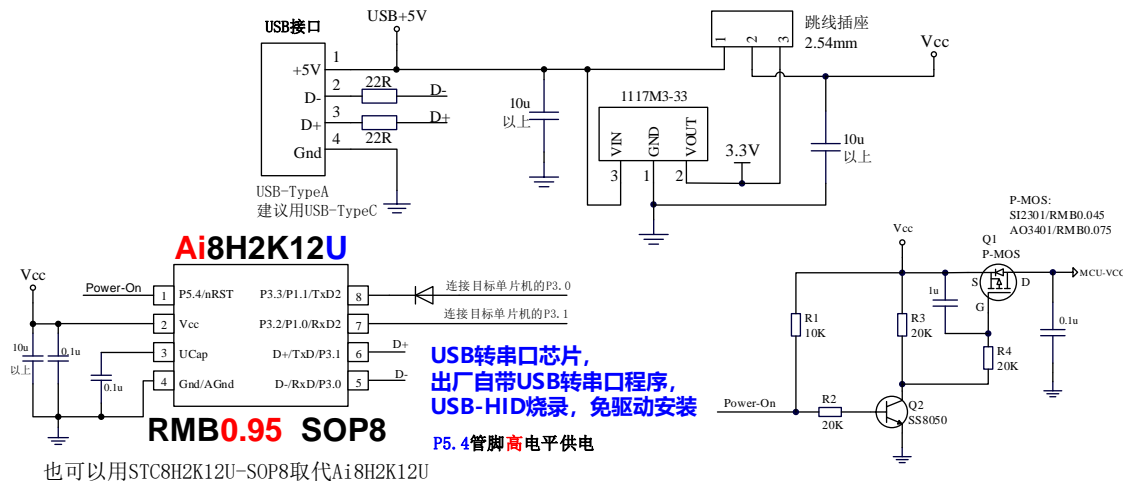 USB接口
USB+5V
1
+5V
2
22R
D-
D-
3
D+
D+
4
22R
Gnd
USB-TypeA
建议用USB-TypeC
10u
以上
1117M3-33
VIN
GND
VOUT
3
1
2
3.3V
1
2
3
跳线插座
2.54mm
Vcc
10u
以上
Ai8H2K12U
Vcc
Power-On
1
P5.4/nRST
P3.3/P1.1/TxD2
8
连接目标单片机的P3.0
2
Vcc
P3.2/P1.0/RxD2
7
连接目标单片机的P3.1
3
UCap
D+/TxD/P3.1
6
D+
4
Gnd/AGnd
D-/RxD/P3.0
5
D-
10u
以上
0.1u
0.1u
RMB0.95 SOP8
USB转串口芯片,
出厂自带USB转串口程序,
USB-HID烧录，免驱动安装
P5.4管脚高电平供电
也可以用STC8H2K12U-SOP8取代Ai8H2K12U
P-MOS:
SI2301/RMB0.045
AO3401/RMB0.075
Vcc
Q1
P-MOS
S
D
G
MCU-VCC
1u
0.1u
R1
10K
R3
20K
R4
20K
Power-On
R2
20K
Q2
SS8050